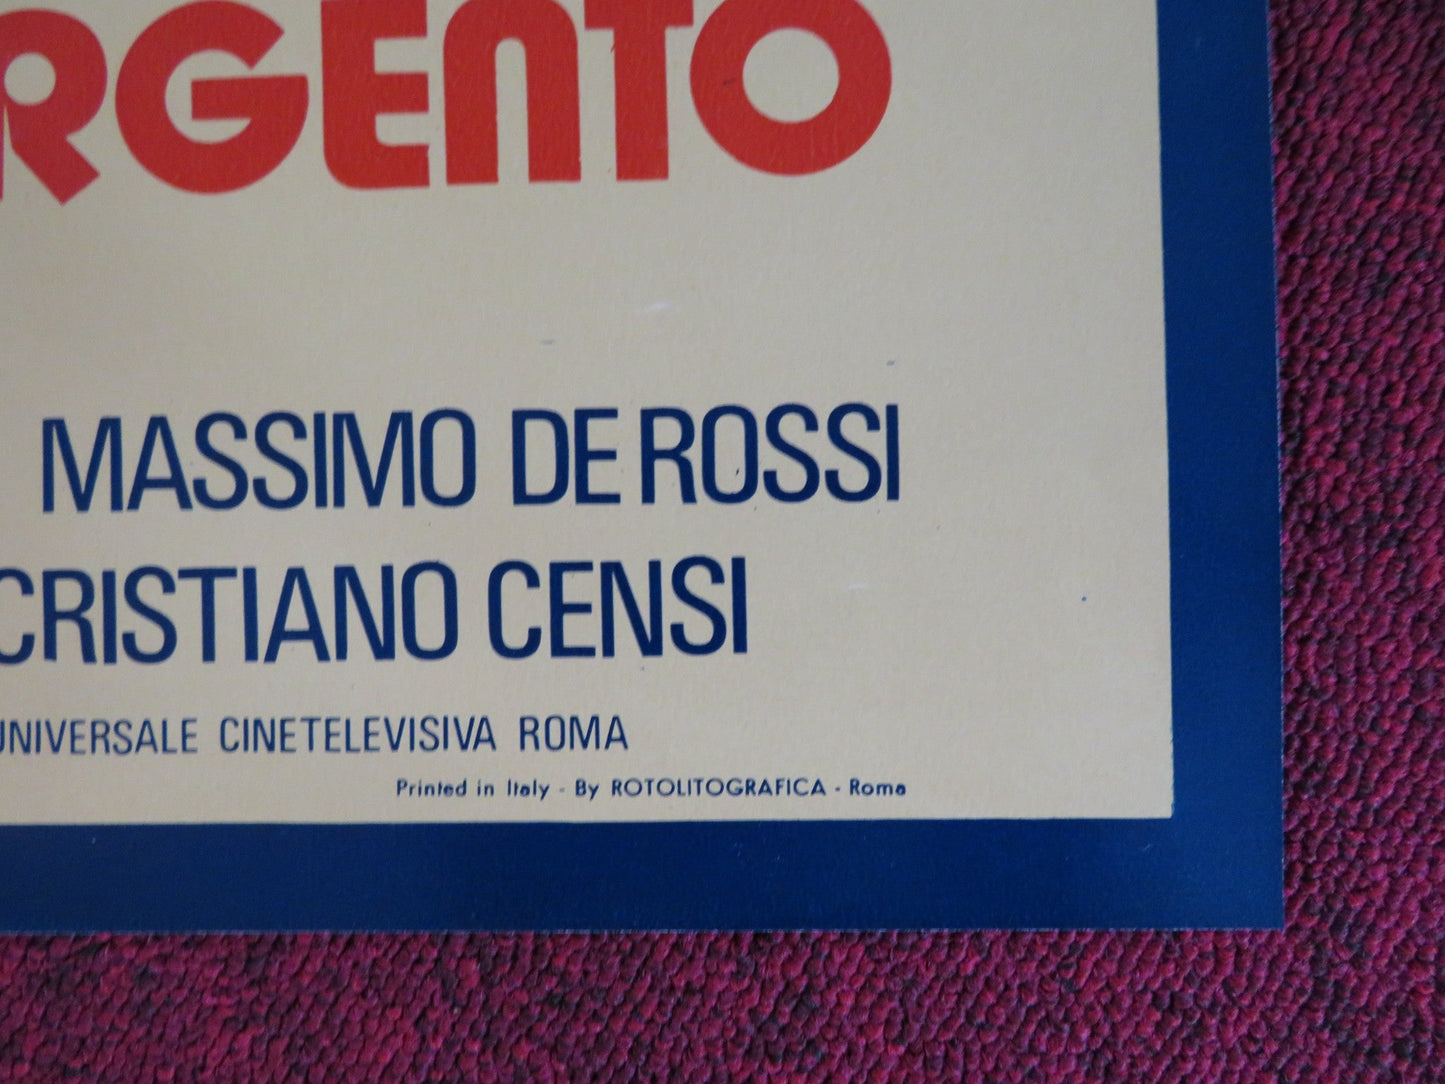 RGENTO
MASSIMO DE ROSSI
CRISTIANO CENSI
UNIVERSALE CINETELEVISIVA ROMA
Printed in Italy - By ROTOLITOGRAFICA - Roma